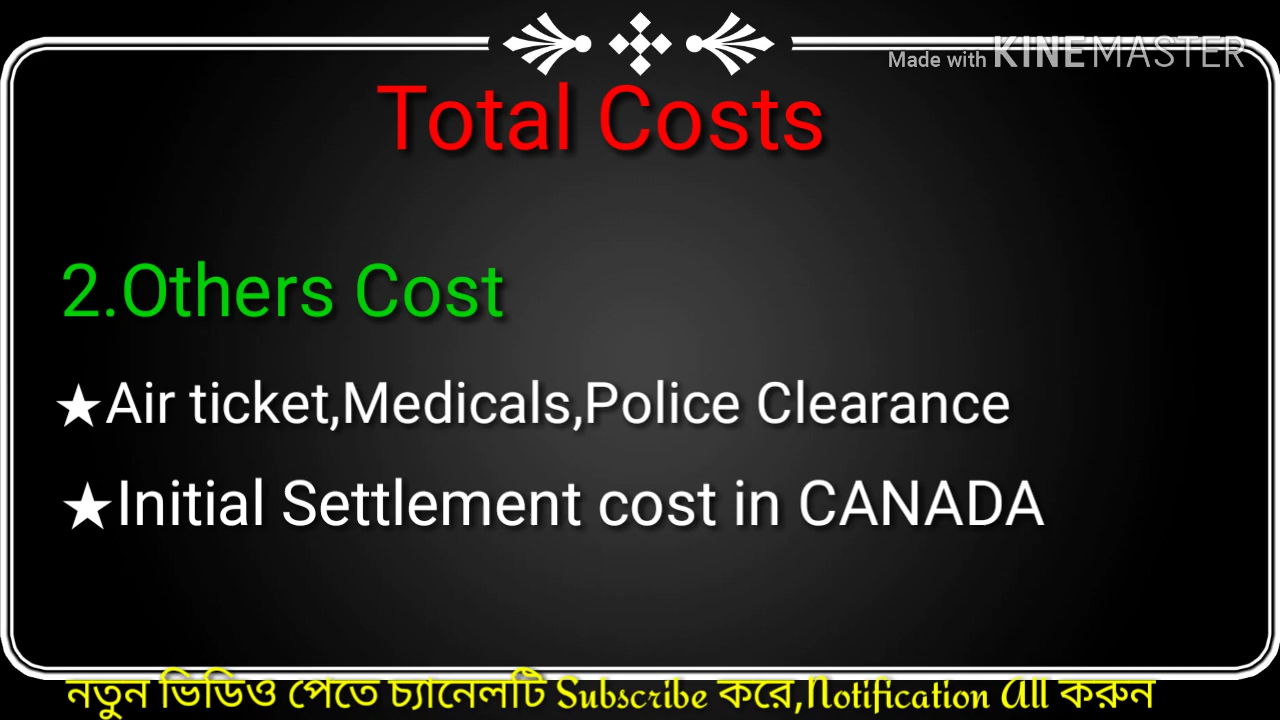 Made with KINEMASTER
Total Costs
2.Others Cost
★Air ticket,Medicals,Police Clearance
★Initial Settlement cost in CANADA
নতুন ভিডিও পেতে চ্যানেলটি Subscribe করে,Notification All করুন